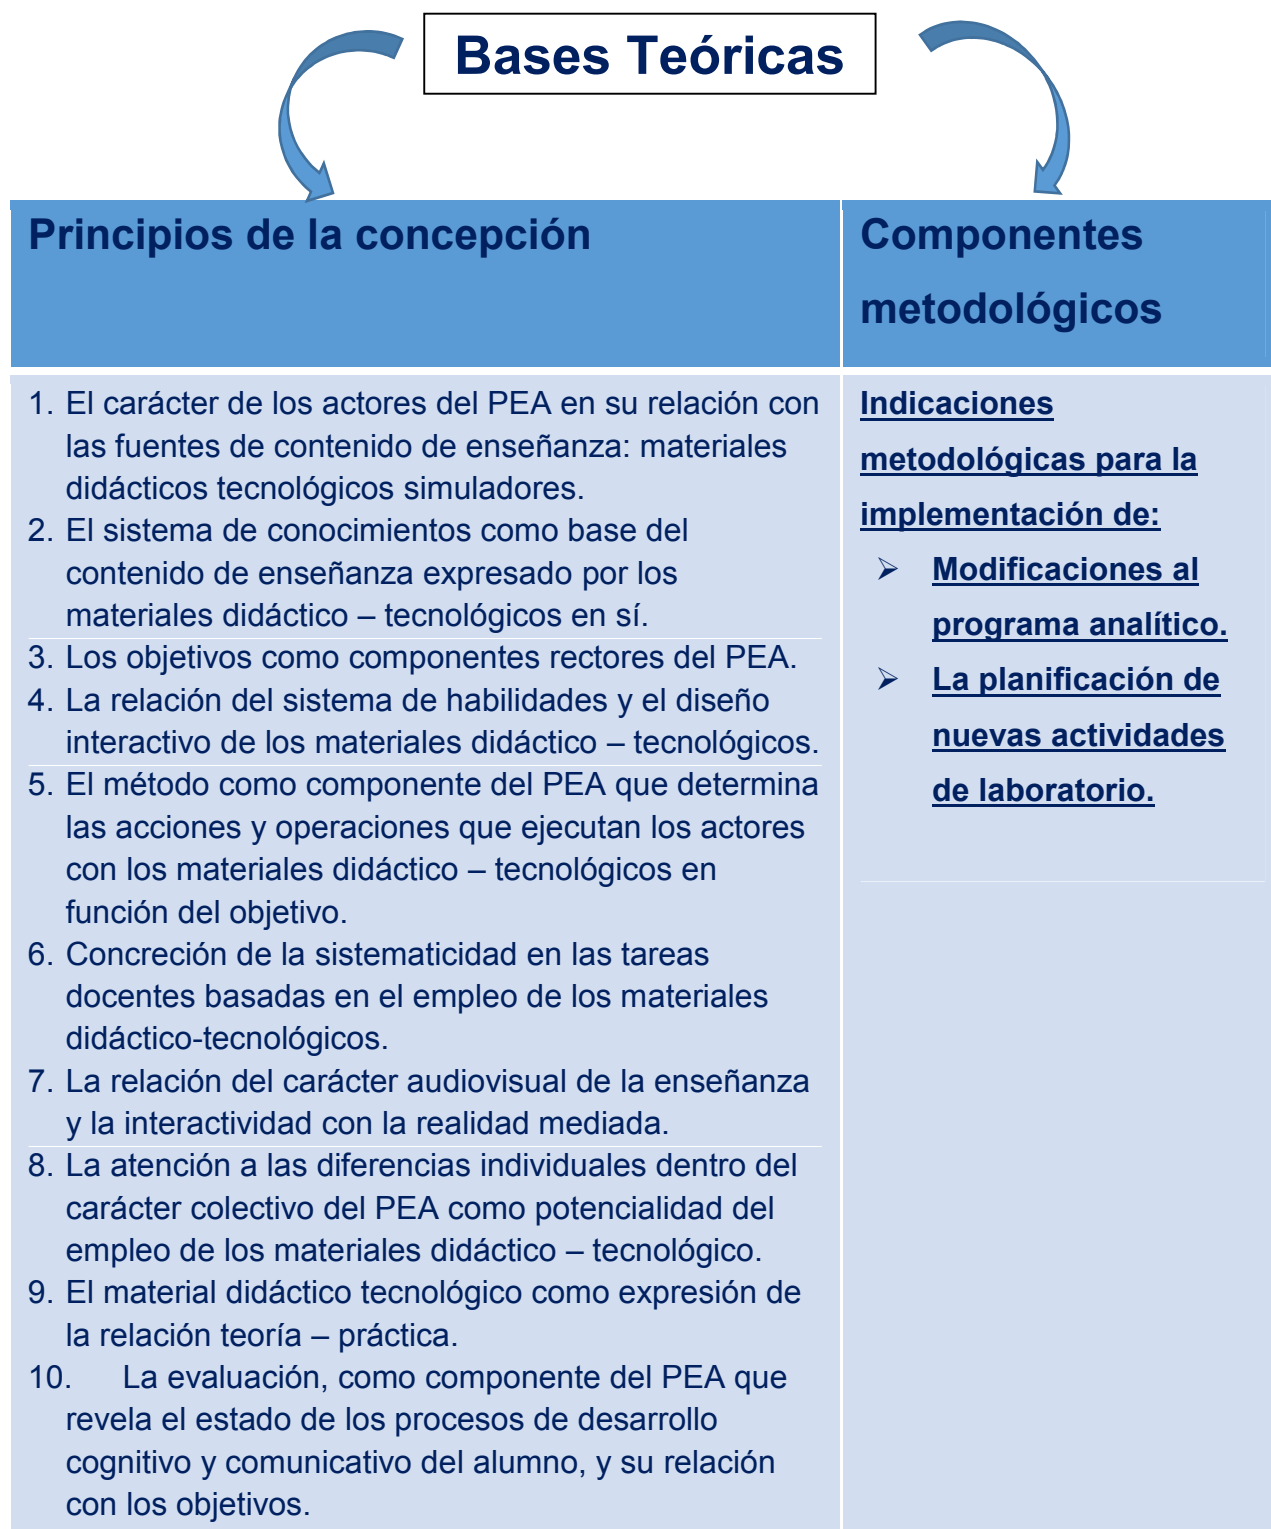 Bases Teóricas
Principios de la concepción
Componentes
metodológicos
1. El carácter de los actores del PEA en su relación con
las fuentes de contenido de enseñanza: materiales
didácticos tecnológicos simuladores.
2. El sistema de conocimientos como base del
contenido de enseñanza expresado por los
materiales didáctico – tecnológicos en sí.
3. Los objetivos como componentes rectores del PEA.
4. La relación del sistema de habilidades y el diseño
interactivo de los materiales didáctico – tecnológicos.
5. El método como componente del PEA que determina
las acciones y operaciones que ejecutan los actores
con los materiales didáctico – tecnológicos en
función del objetivo.
6. Concreción de la sistematicidad en las tareas
docentes basadas en el empleo de los materiales
didáctico-tecnológicos.
7. La relación del carácter audiovisual de la enseñanza
y la interactividad con la realidad mediada.
8. La atención a las diferencias individuales dentro del
carácter colectivo del PEA como potencialidad del
empleo de los materiales didáctico – tecnológico.
9. El material didáctico tecnológico como expresión de
la relación teoría – práctica.
10. La evaluación, como componente del PEA que
revela el estado de los procesos de desarrollo
cognitivo y comunicativo del alumno, y su relación
con los objetivos.
Indicaciones
metodológicas para la
implementación de:
➢ Modificaciones al
programa analítico.
➢ La planificación de
nuevas actividades
de laboratorio.